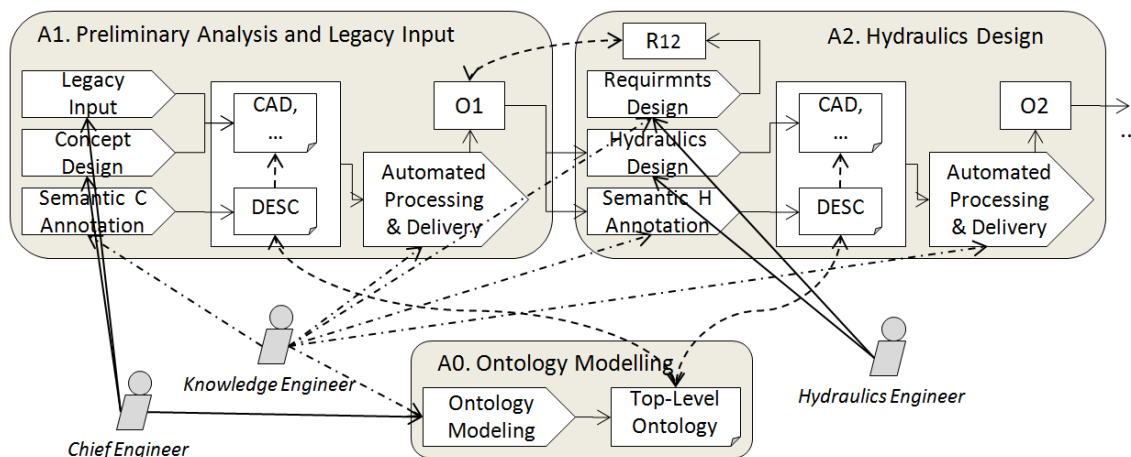 A1. Preliminary Analysis and Legacy Input
Legacy
Input
Concept
Design
Semantic C
Annotation
CAD,
...
DESC
O1
Automated
Processing
& Delivery
A2. Hydraulics Design
R12
Requirmnts
Design
Hydraulics
Design
Semantic H
Annotation
CAD,
...
DESC
O2
Automated
Processing
& Delivery
..
Knowledge Engineer
Chief Engineer
A0. Ontology Modelling
Ontology
Modeling
Top-Level
Ontology
Hydraulics Engineer